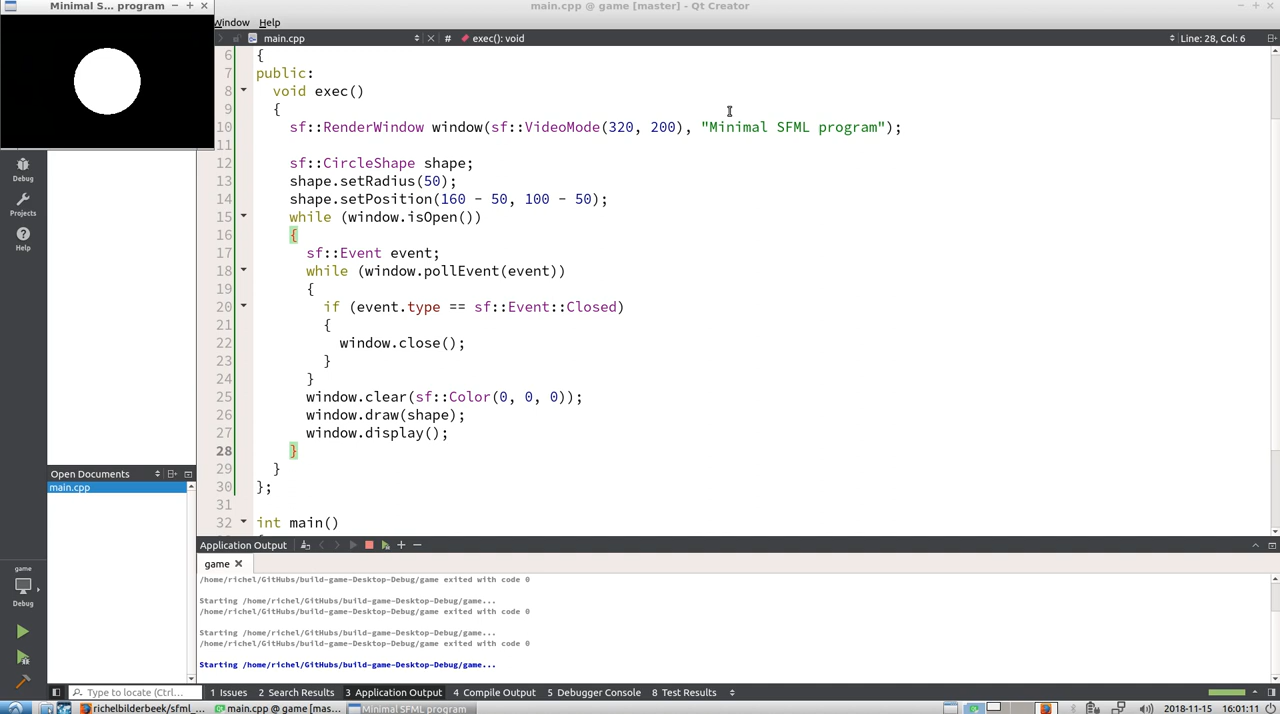 Minimal S... program
main.cpp @ game [master] - Qt Creator
Window Help
main.cpp
# exec(): void
Line: 28, Col: 6
6 {
7 public:
8 void exec()
9 {
10 sf::RenderWindow window(sf::VideoMode(320, 200), "Minimal SFML program");
11
12 sf::CircleShape shape;
13 shape.setRadius(50);
14 shape.setPosition(160 - 50, 100 - 50);
15 while (window.isOpen())
16 {
17 sf::Event event;
18 while (window.pollEvent(event))
19 {
20 if (event.type == sf::Event::Closed)
21 {
22 window.close();
23 }
24 }
25 window.clear(sf::Color(0, 0, 0));
26 window.draw(shape);
27 window.display();
28 }
29 }
30 };
31
32 int main()
Debug
Projects
Help
Open Documents
main.cpp
game
Debug
Application Output
game
/home/richel/GitHubs/build-game-Desktop-Debug/game exited with code 0
Starting /home/richel/GitHubs/build-game-Desktop-Debug/game...
/home/richel/GitHubs/build-game-Desktop-Debug/game exited with code 0
Starting /home/richel/GitHubs/build-game-Desktop-Debug/game...
/home/richel/GitHubs/build-game-Desktop-Debug/game exited with code 0
Starting /home/richel/GitHubs/build-game-Desktop-Debug/game...
Type to locate (Ctrl...
1 Issues 2 Search Results 3 Application Output 4 Compile Output 5 Debugger Console 8 Test Results
richelbilderbeek/sfml_... main.cpp @ game [mas... Minimal SFML program
2018-11-15 16:01:11